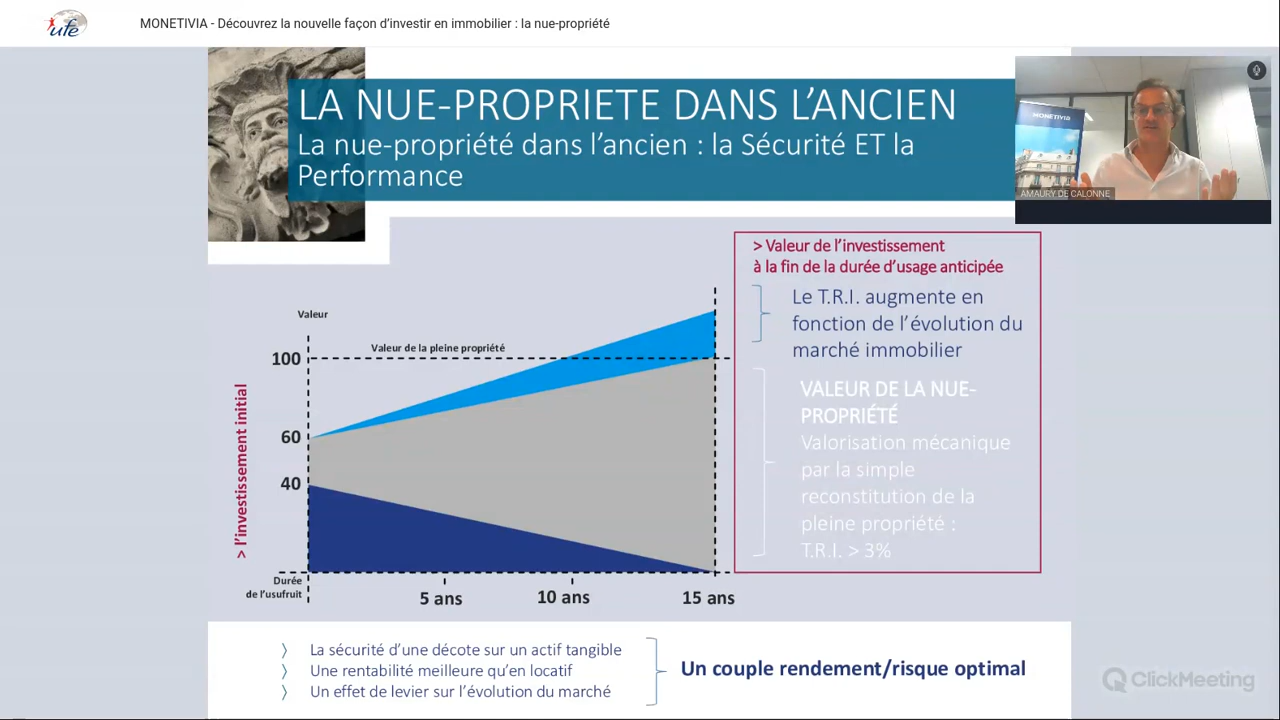 ufe
MONETIVIA - Découvrez la nouvelle façon d'investir en immobilier : la nue-propriété
LA NUE-PROPRIETE DANS L'ANCIEN
La nue-propriété dans l'ancien : la Sécurité ET la
Performance
MONETIVIA
AMAURY DE CALONNE
> Valeur de l'investissement
à la fin de la durée d'usage anticipée
Le T.R.I. augmente en
fonction de l'évolution du
marché immobilier
VALEUR DE LA NUE-
PROPRIÉTÉ
Valorisation mécanique
par la simple
reconstitution de la
pleine propriété :
T.R.I. > 3%
Valeur
Valeur de la pleine propriété
100
60
40
> l'investissement initial
Durée
de l'usufruit
5 ans
10 ans
15 ans
La sécurité d'une décote sur un actif tangible
Une rentabilité meilleure qu'en locatif
Un effet de levier sur l'évolution du marché
Un couple rendement/risque optimal
ClickMeeting